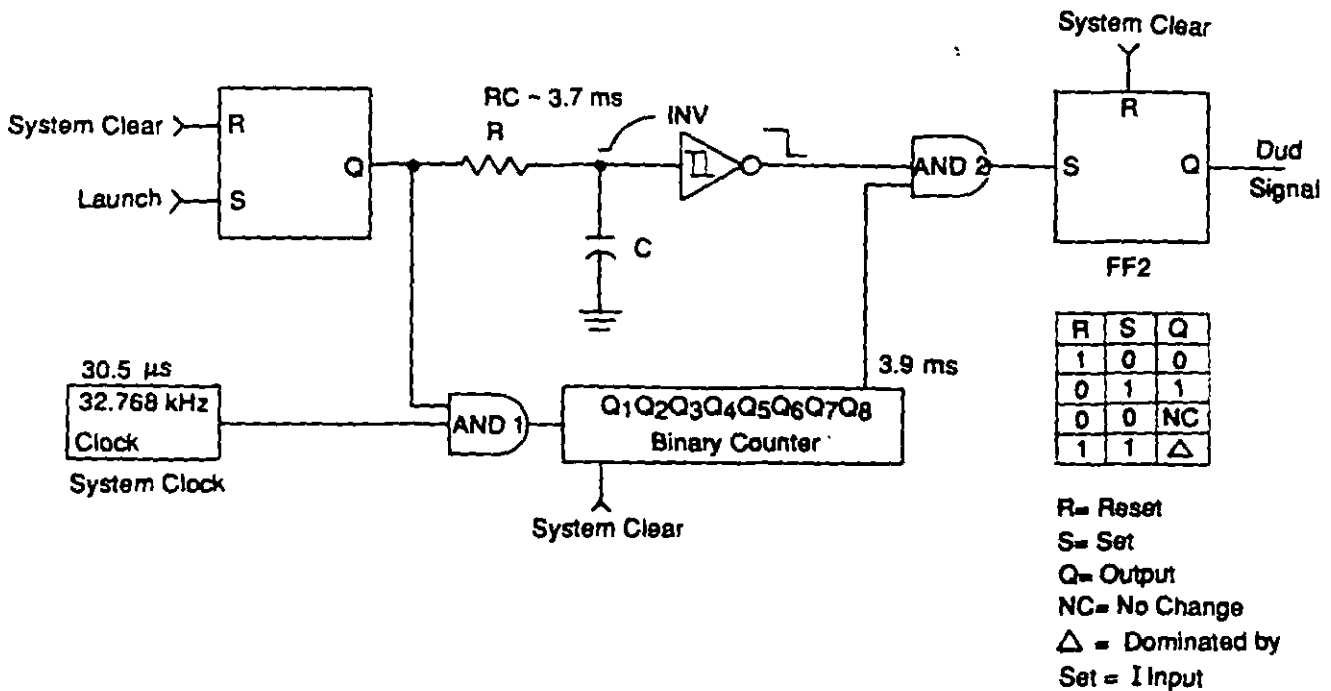 System Clear
R
RC ~ 3.7 ms
R
INV
System Clear
Q
Launch
S
AND 2
S
Q
Dud
Signal
C
FF2
R S Q
1 0 0
0 1 1
0 0 NC
1 1 △
30.5 μs
32.768 kHz
Clock
System Clock
AND 1
3.9 ms
Q1Q2Q3Q4Q5Q6Q7Q8
Binary Counter
System Clear
R= Reset
S= Set
Q= Output
NC= No Change
△ = Dominated by
Set = I Input
R